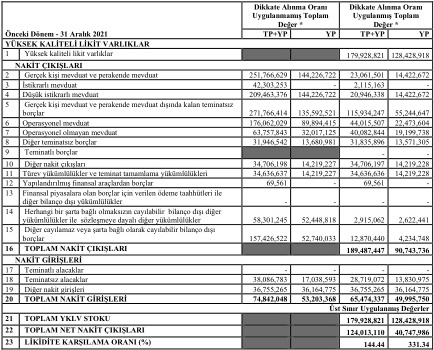 Dikkate Alınma Oranı Uygulanmamış Toplam Değer * Dikkate Alınma Oranı Uygulanmış Toplam Değer *
Önceki Dönem - 31 Aralık 2021 TP+YP YP TP+YP YP
YÜKSEK KALİTELİ LİKİT VARLIKLAR
1 Yüksek kaliteli likit varlıklar 179,928,821 128,428,918
NAKİT ÇIKIŞLARI
2 Gerçek kişi mevduat ve perakende mevduat 251,766,629 144,226,722 23,061,501 14,422,672
3 İstikrarlı mevduat 42,303,253 - 2,115,163 -
4 Düşük istikrarlı mevduat 209,463,376 144,226,722 20,946,338 14,422,672
5 Gerçek kişi mevduat ve perakende mevduat dışında kalan teminatsız
borçlar 271,766,414 135,592,521 115,934,247 55,244,647
6 Operasyonel mevduat 176,062,029 89,894,415 44,015,507 22,473,604
7 Operasyonel olmayan mevduat 63,757,843 32,017,125 40,082,844 19,199,738
8 Diğer teminatsız borçlar 31,946,542 13,680,981 31,835,896 13,571,305
9 Teminatlı borçlar - -
10 Diğer nakit çıkışları 34,706,198 14,219,227 34,706,197 14,219,228
11 Türev yükümlülükler ve teminat tamamlama yükümlülükleri 34,636,637 14,219,227 34,636,636 14,219,228
12 Yapılandırılmış finansal araçlardan borçlar 69,561 - 69,561 -
13 Finansal piyasalara olan borçlar için verilen ödeme taahhütleri ile
diğer bilanço dışı yükümlülükler - - - -
14 Herhangi bir şarta bağlı olmaksızın cayılabilir bilanço dışı diğer
yükümlülükler ile sözleşmeye dayalı diğer yükümlülükler 58,301,245 52,448,818 2,915,062 2,622,441
15 Diğer cayılamaz veya şarta bağlı olarak cayılabilir bilanço dışı
borçlar 157,426,522 52,740,033 12,870,440 4,234,748
16 TOPLAM NAKİT ÇIKIŞLARI 189,487,447 90,743,736
NAKİT GİRİŞLERİ
17 Teminatlı alacaklar - - - -
18 Teminatsız alacaklar 38,086,783 17,038,593 28,719,072 13,830,975
19 Diğer nakit girişleri 36,755,265 36,164,775 36,755,265 36,164,775
20 TOPLAM NAKİT GİRİŞLERİ 74,842,048 53,203,368 65,474,337 49,995,750
Üst Sınır Uygulanmış Değerler
21 TOPLAM YKLV STOKU 179,928,821 128,428,918
22 TOPLAM NET NAKİT ÇIKIŞLARI 124,013,110 40,747,986
23 LİKİDİTE KARŞILAMA ORANI (%) 144.44 331.34